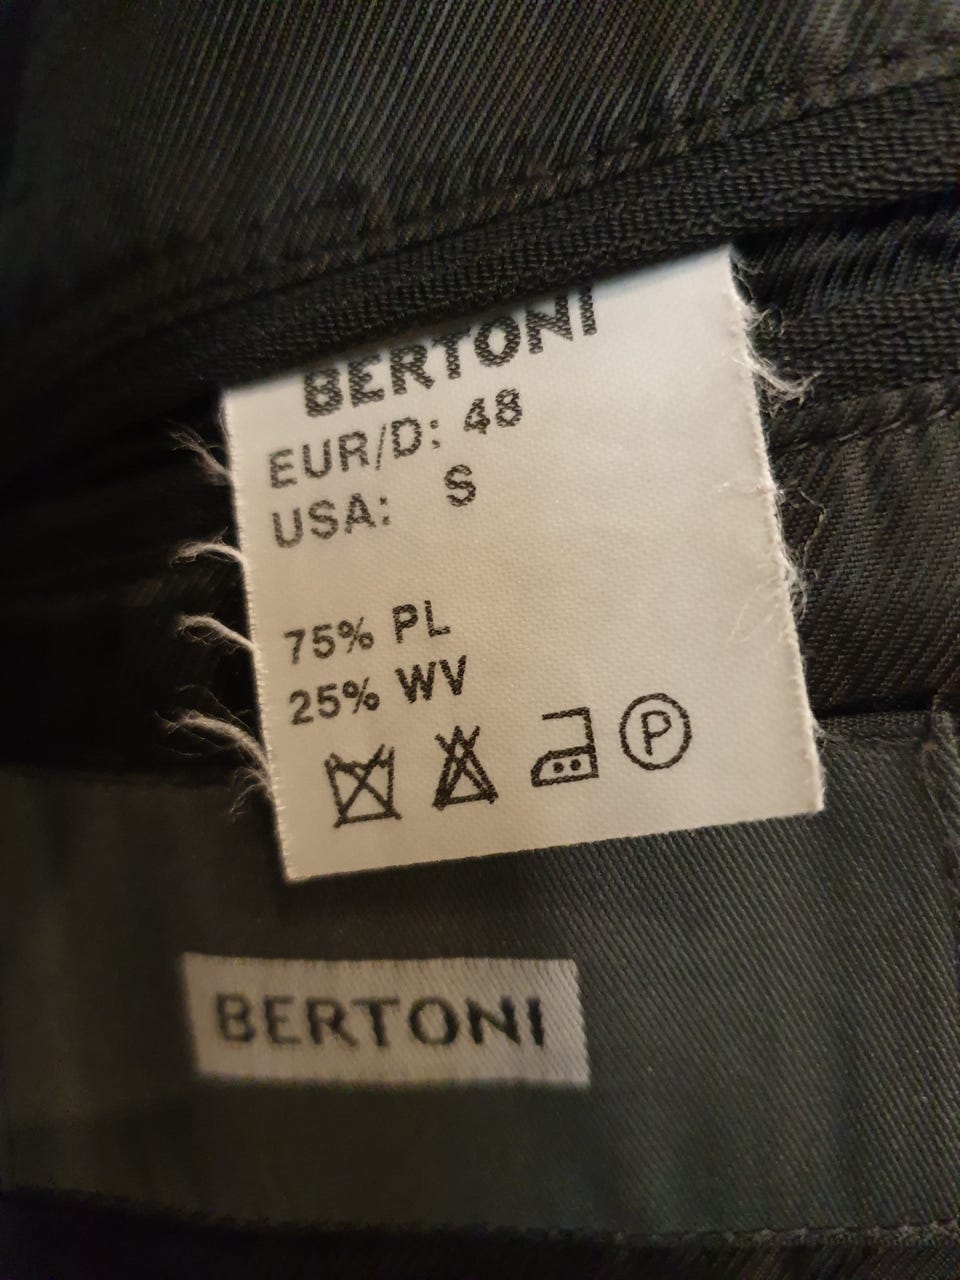 BERTONI
EUR/D: 48
USA: S
75% PL
25% WV
P
BERTONI